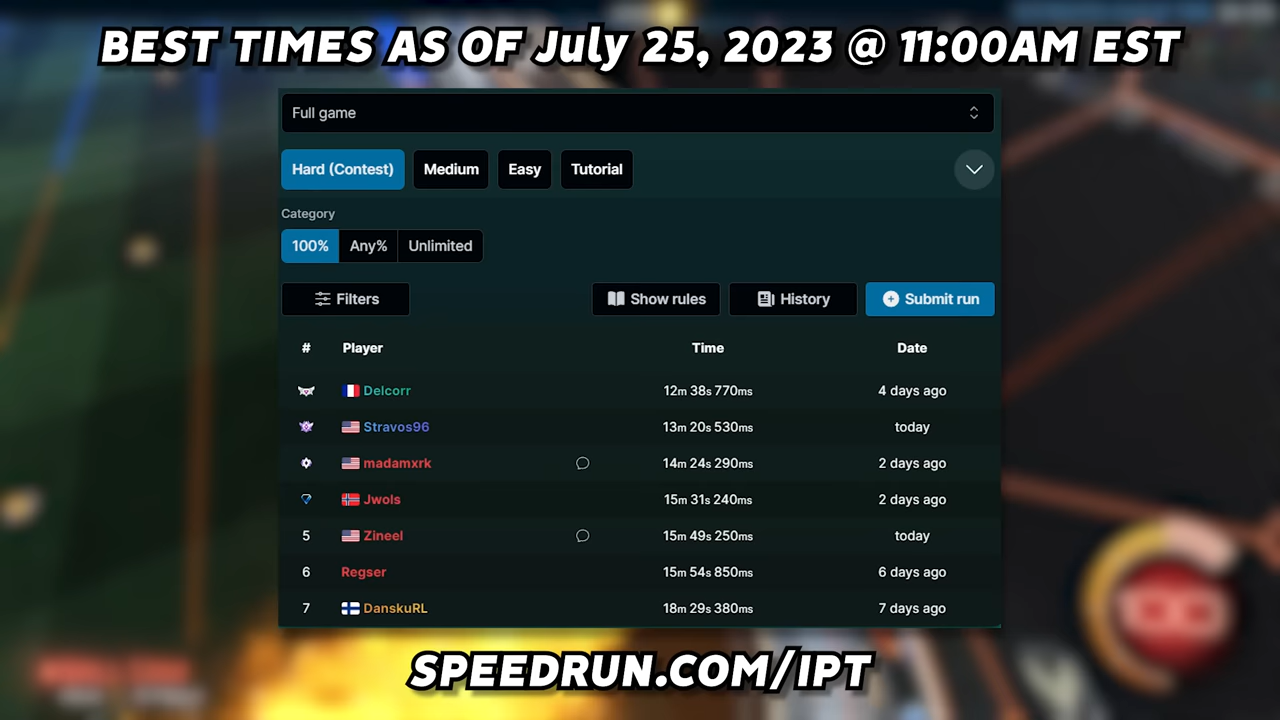 BEST TIMES AS OF July 25, 2023 @ 11:00AM EST
Full game
Hard (Contest) Medium Easy Tutorial
Category
100% Any% Unlimited
Filters Show rules History Submit run
# Player Time Date
Delcorr 12m 38s 770ms 4 days ago
Stravos96 13m 20s 530ms today
madamxrk 14m 24s 290ms 2 days ago
Jwols 15m 31s 240ms 2 days ago
5 Zineel 15m 49s 250ms today
6 Regser 15m 54s 850ms 6 days ago
7 DanskuRL 18m 29s 380ms 7 days ago
SPEEDRUN.COM/IPT